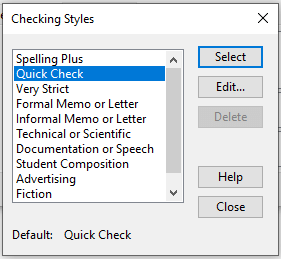 Checking Styles
Spelling Plus
Quick Check
Very Strict
Formal Memo or Letter
Informal Memo or Letter
Technical or Scientific
Documentation or Speech
Student Composition
Advertising
Fiction
Select
Edit...
Delete
Help
Close
Default: Quick Check